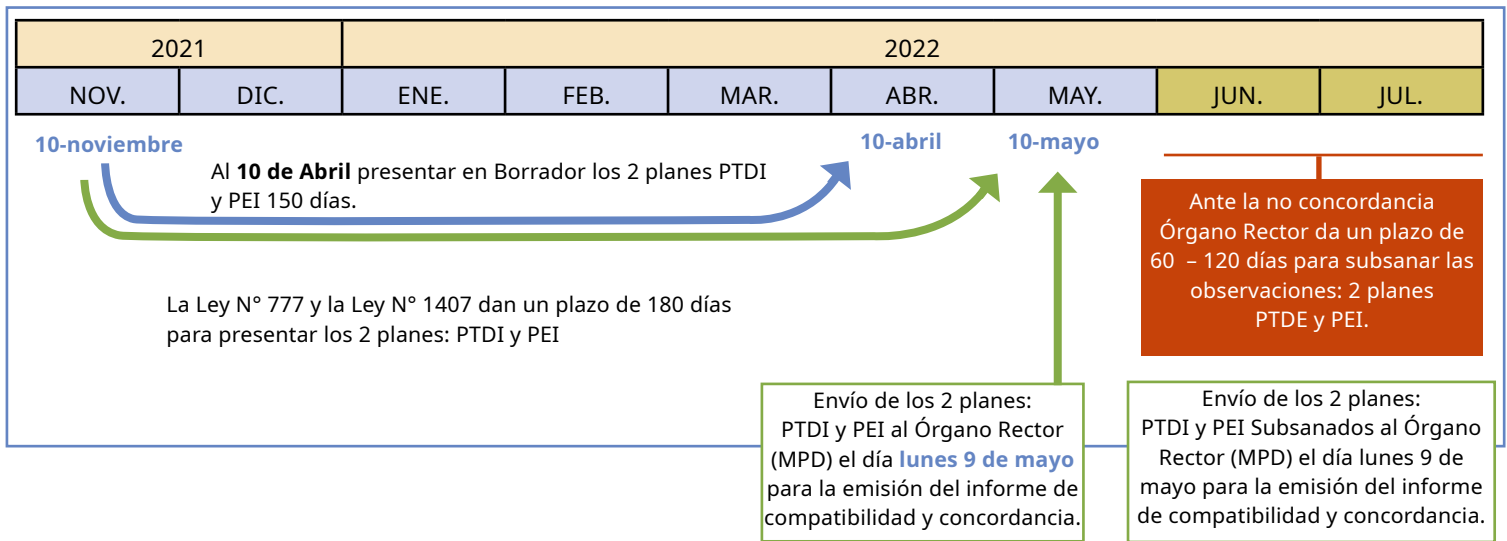 2021
2022
NOV.
DIC.
ENE.
FEB.
MAR.
ABR.
MAY.
JUN.
JUL.
10-noviembre
10-abril
10-mayo
Al 10 de Abril presentar en Borrador los 2 planes PTDI
y PEI 150 días.
La Ley N° 777 y la Ley N° 1407 dan un plazo de 180 días
para presentar los 2 planes: PTDI y PEI
Ante la no concordancia
Órgano Rector da un plazo de
60 – 120 días para subsanar las
observaciones: 2 planes
PTDE y PEI.
Envío de los 2 planes:
PTDI y PEI al Órgano Rector
(MPD) el día lunes 9 de mayo
para la emisión del informe de
compatibilidad y concordancia.
Envío de los 2 planes:
PTDI y PEI Subsanados al Órgano
Rector (MPD) el día lunes 9 de
mayo para la emisión del informe
de compatibilidad y concordancia.